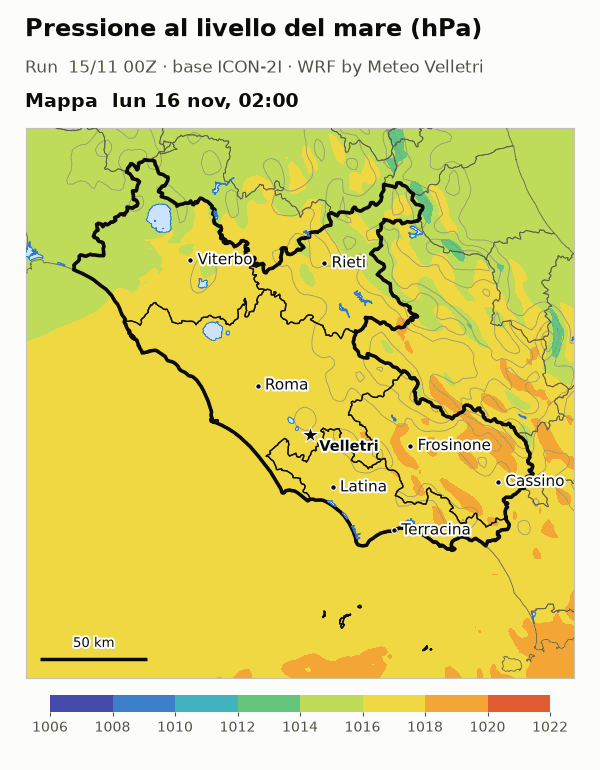 Pressione al livello del mare (hPa)
Run  15/11 00Z · base ICON-2I · WRF by Meteo Velletri
Mappa  lun 16 nov, 02:00
Viterbo
Rieti
Roma
Velletri
Frosinone
Latina
Cassino
Terracina
50 km
1006 1008 1010 1012 1014 1016 1018 1020 1022